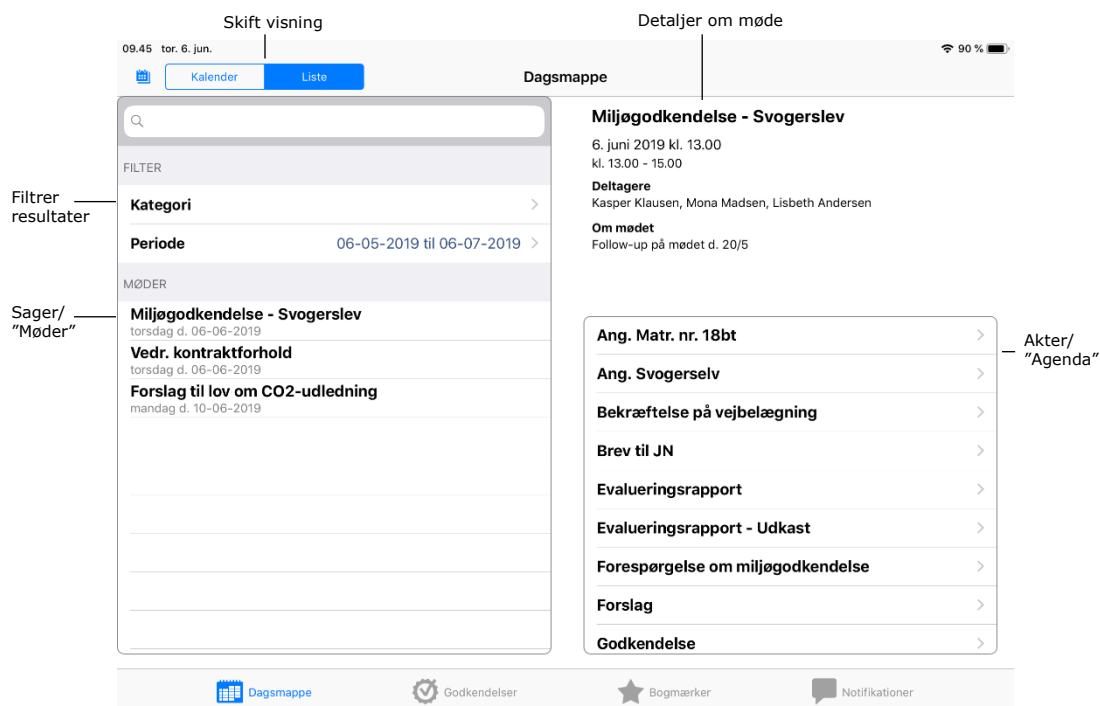 Skift visning
Detaljer om møde
09.45 tor. 6. jun.
90 %
Kalender
Liste
Dagsmappe
Miljøgodkendelse - Svogerslev
6. juni 2019 kl. 13.00
kl. 13.00 - 15.00
FILTER
Deltagere
Kasper Klausen, Mona Madsen, Lisbeth Andersen
Filtrer
resultater
Kategori
Om mødet
Follow-up på mødet d. 20/5
Periode 06-05-2019 til 06-07-2019
MØDER
Sager/
”Møder”
Miljøgodkendelse - Svogerslev
torsdag d. 06-06-2019
Vedr. kontraktforhold
torsdag d. 06-06-2019
Forslag til lov om CO2-udledning
mandag d. 10-06-2019
Ang. Matr. nr. 18bt
Akter/
”Agenda”
Ang. Svogerselv
Bekræftelse på vejbelægning
Brev til JN
Evalueringsrapport
Evalueringsrapport - Udkast
Forespørgelse om miljøgodkendelse
Forslag
Godkendelse
Dagsmappe
Godkendelser
Bogmærker
Notifikationer